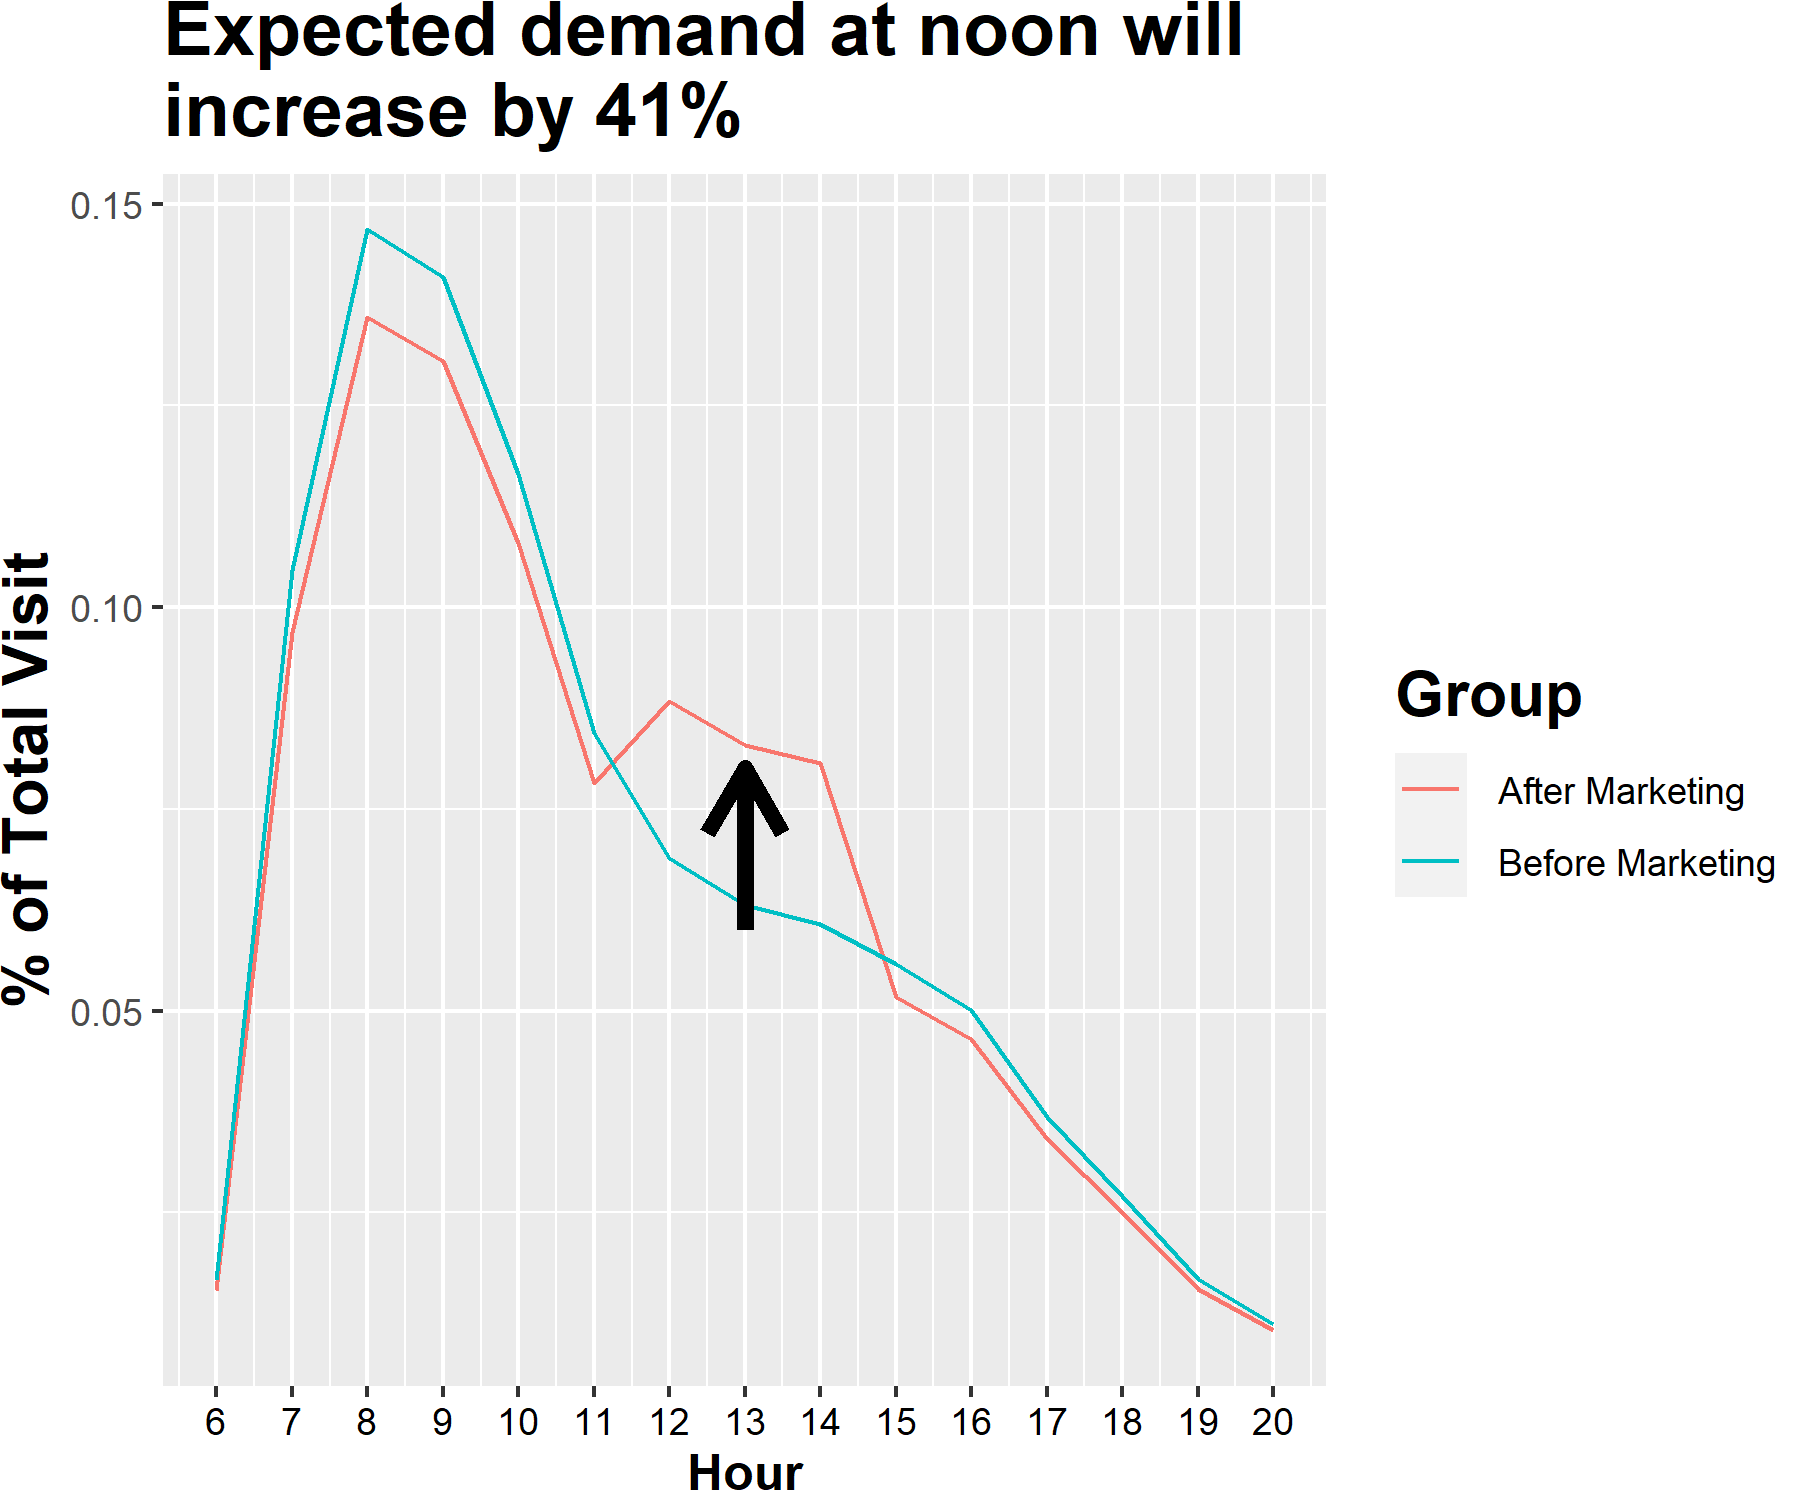 Expected demand at noon will
increase by 41%
% of Total Visit
0.15
0.10
0.05
6 7 8 9 10 11 12 13 14 15 16 17 18 19 20
Hour
Group
After Marketing
Before Marketing